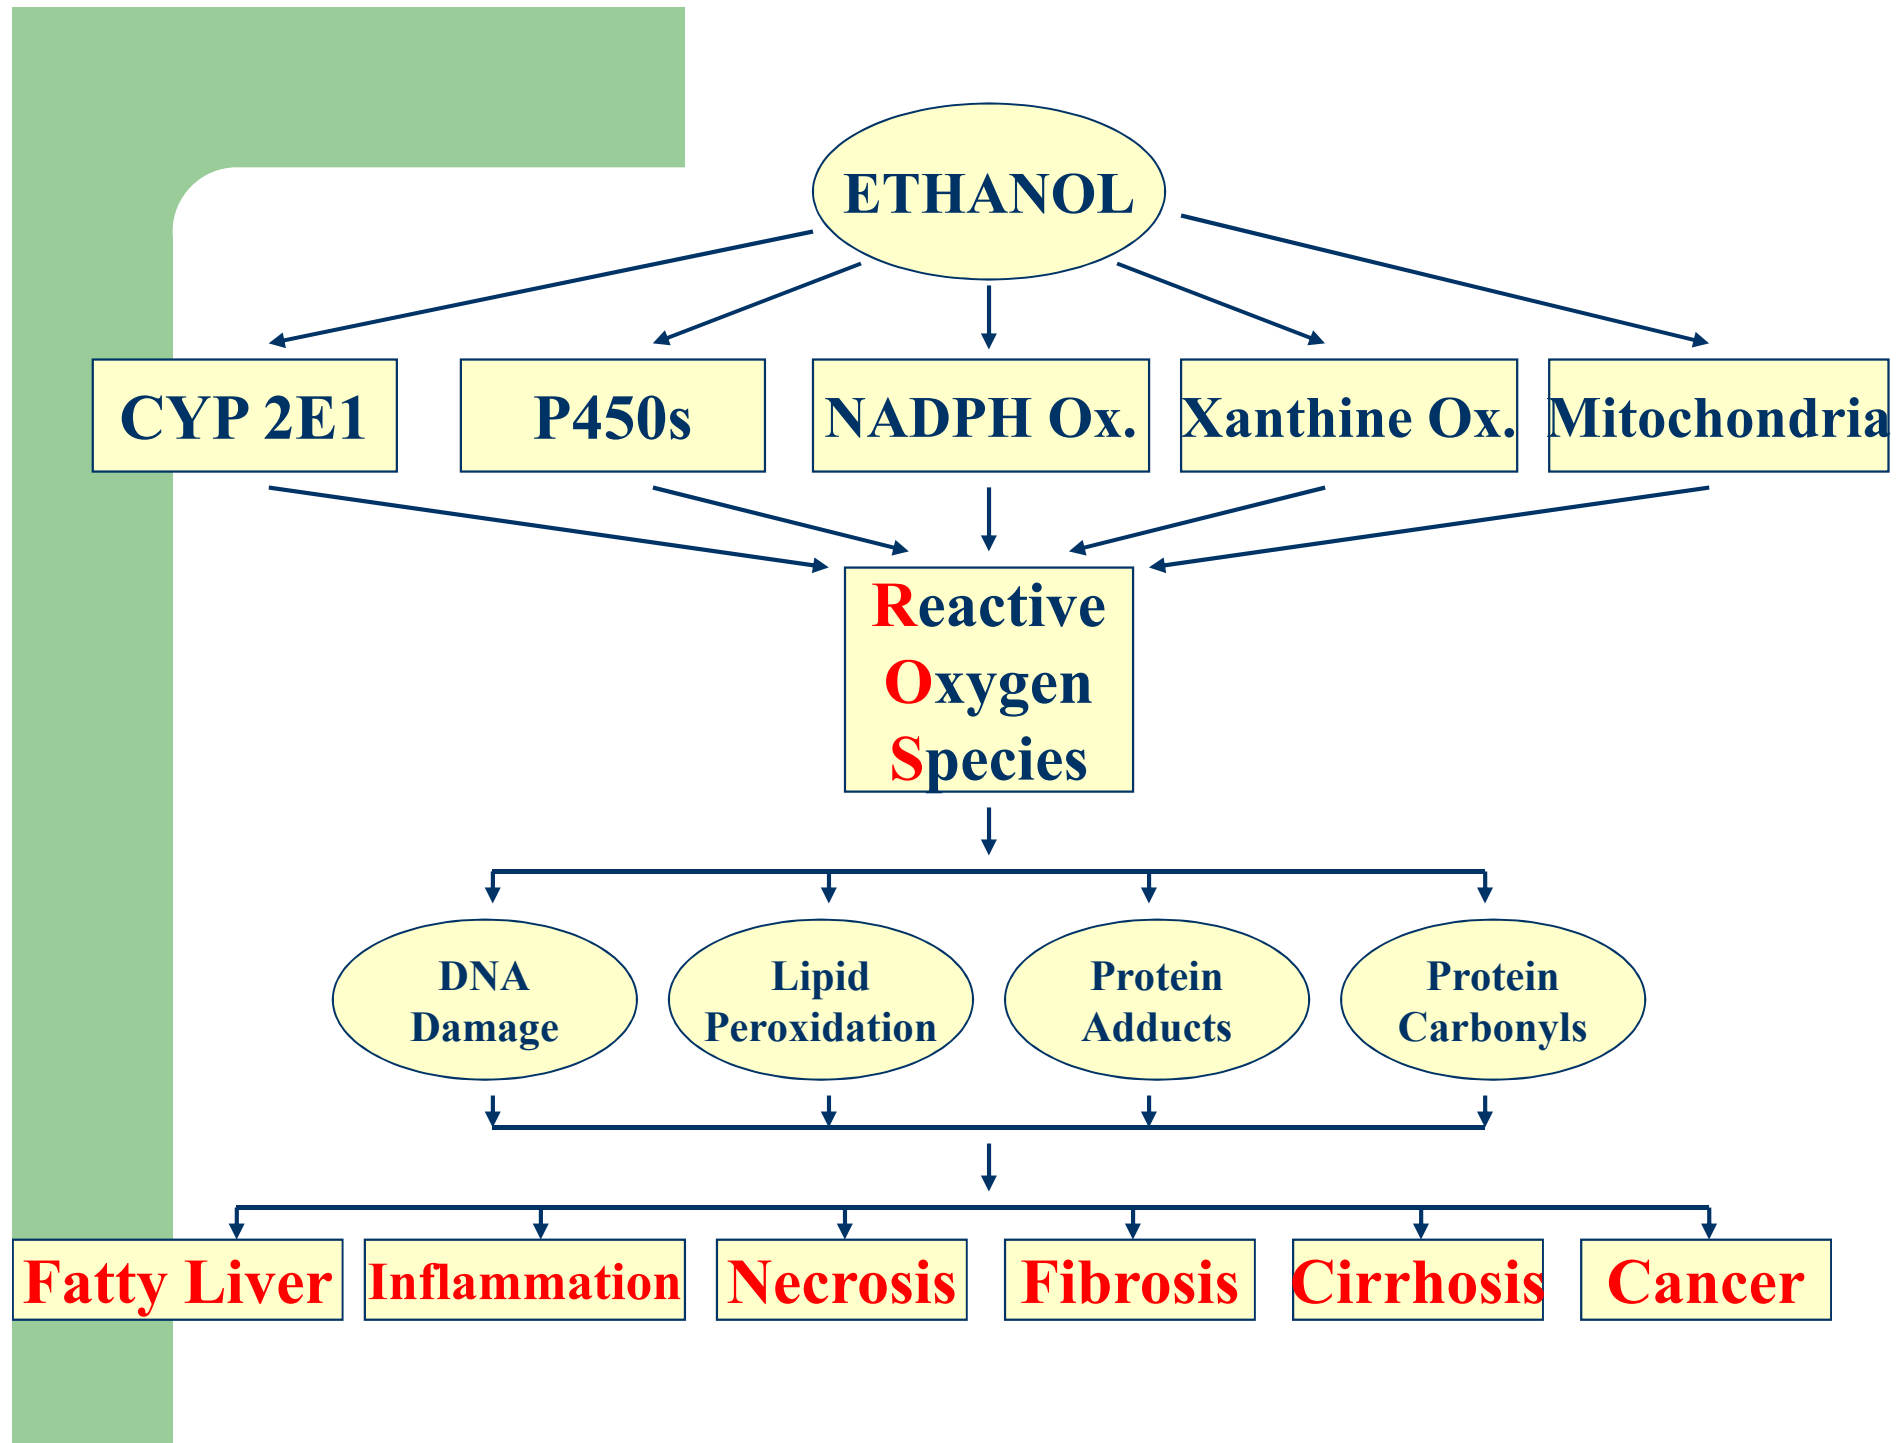 ETHANOL
CYP 2E1
P450s
NADPH Ox.
Xanthine Ox.
Mitochondria
Reactive
Oxygen
Species
DNA
Damage
Lipid
Peroxidation
Protein
Adducts
Protein
Carbonyls
Fatty Liver
Inflammation
Necrosis
Fibrosis
Cirrhosis
Cancer